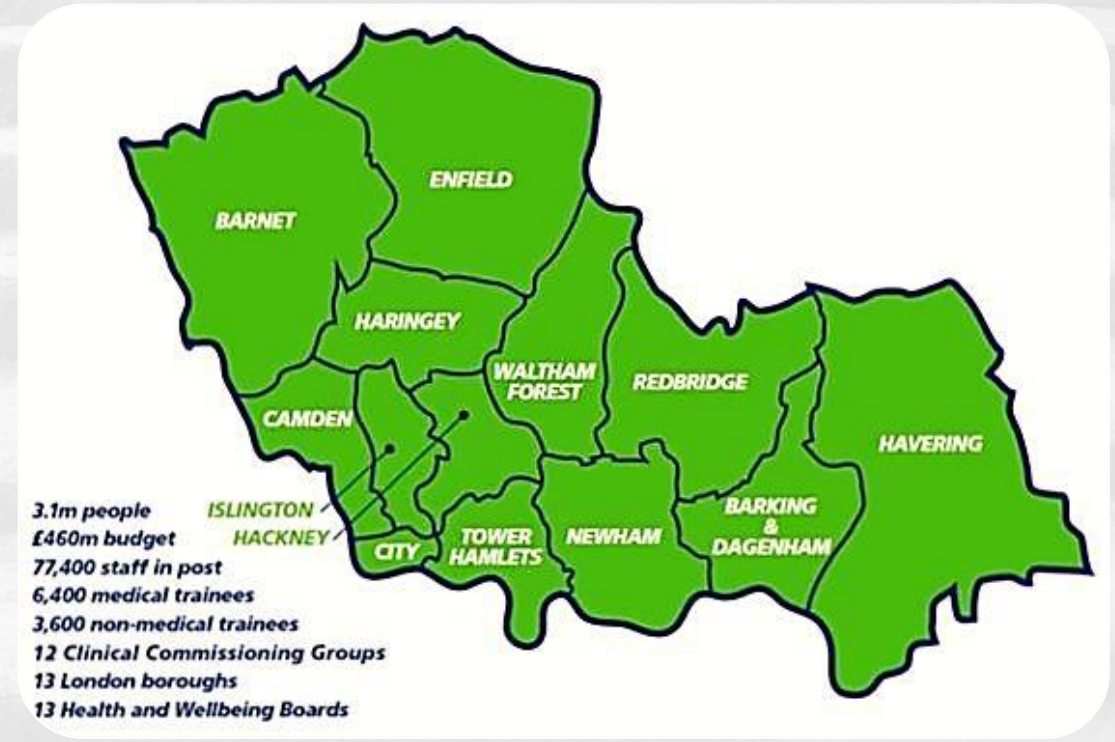 ENFIELD
BARNET
HARINGEY
WALTHAM
FOREST
REDBRIDGE
CAMDEN
HAVERING
ISLINGTON
HACKNEY
CITY
TOWER
HAMLETS
NEWHAM
BARKING
&
DAGENHAM
3.1m people
£460m budget
77,400 staff in post
6,400 medical trainees
3,600 non-medical trainees
12 Clinical Commissioning Groups
13 London boroughs
13 Health and Wellbeing Boards